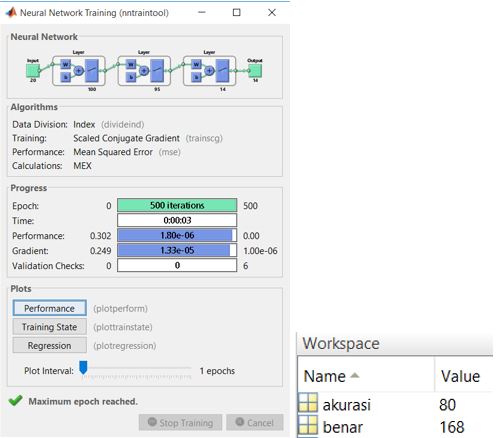 Neural Network Training (nntraintool)
Neural Network
Layer Layer Layer
Input Output
W W W
b b b
20 100 95 14 14
Algorithms
Data Division: Index (divideind)
Training: Scaled Conjugate Gradient (trainscg)
Performance: Mean Squared Error (mse)
Calculations: MEX
Progress
Epoch: 0 500 iterations 500
Time: 0:00:03
Performance: 0.302 1.80e-06 0.00
Gradient: 0.249 1.33e-05 1.00e-06
Validation Checks: 0 0 6
Plots
Performance (plotperform)
Training State (plottrainstate)
Regression (plotregression)
Plot Interval: 1 epochs
Maximum epoch reached.
Stop Training Cancel
Workspace
Name Value
akurasi 80
benar 168